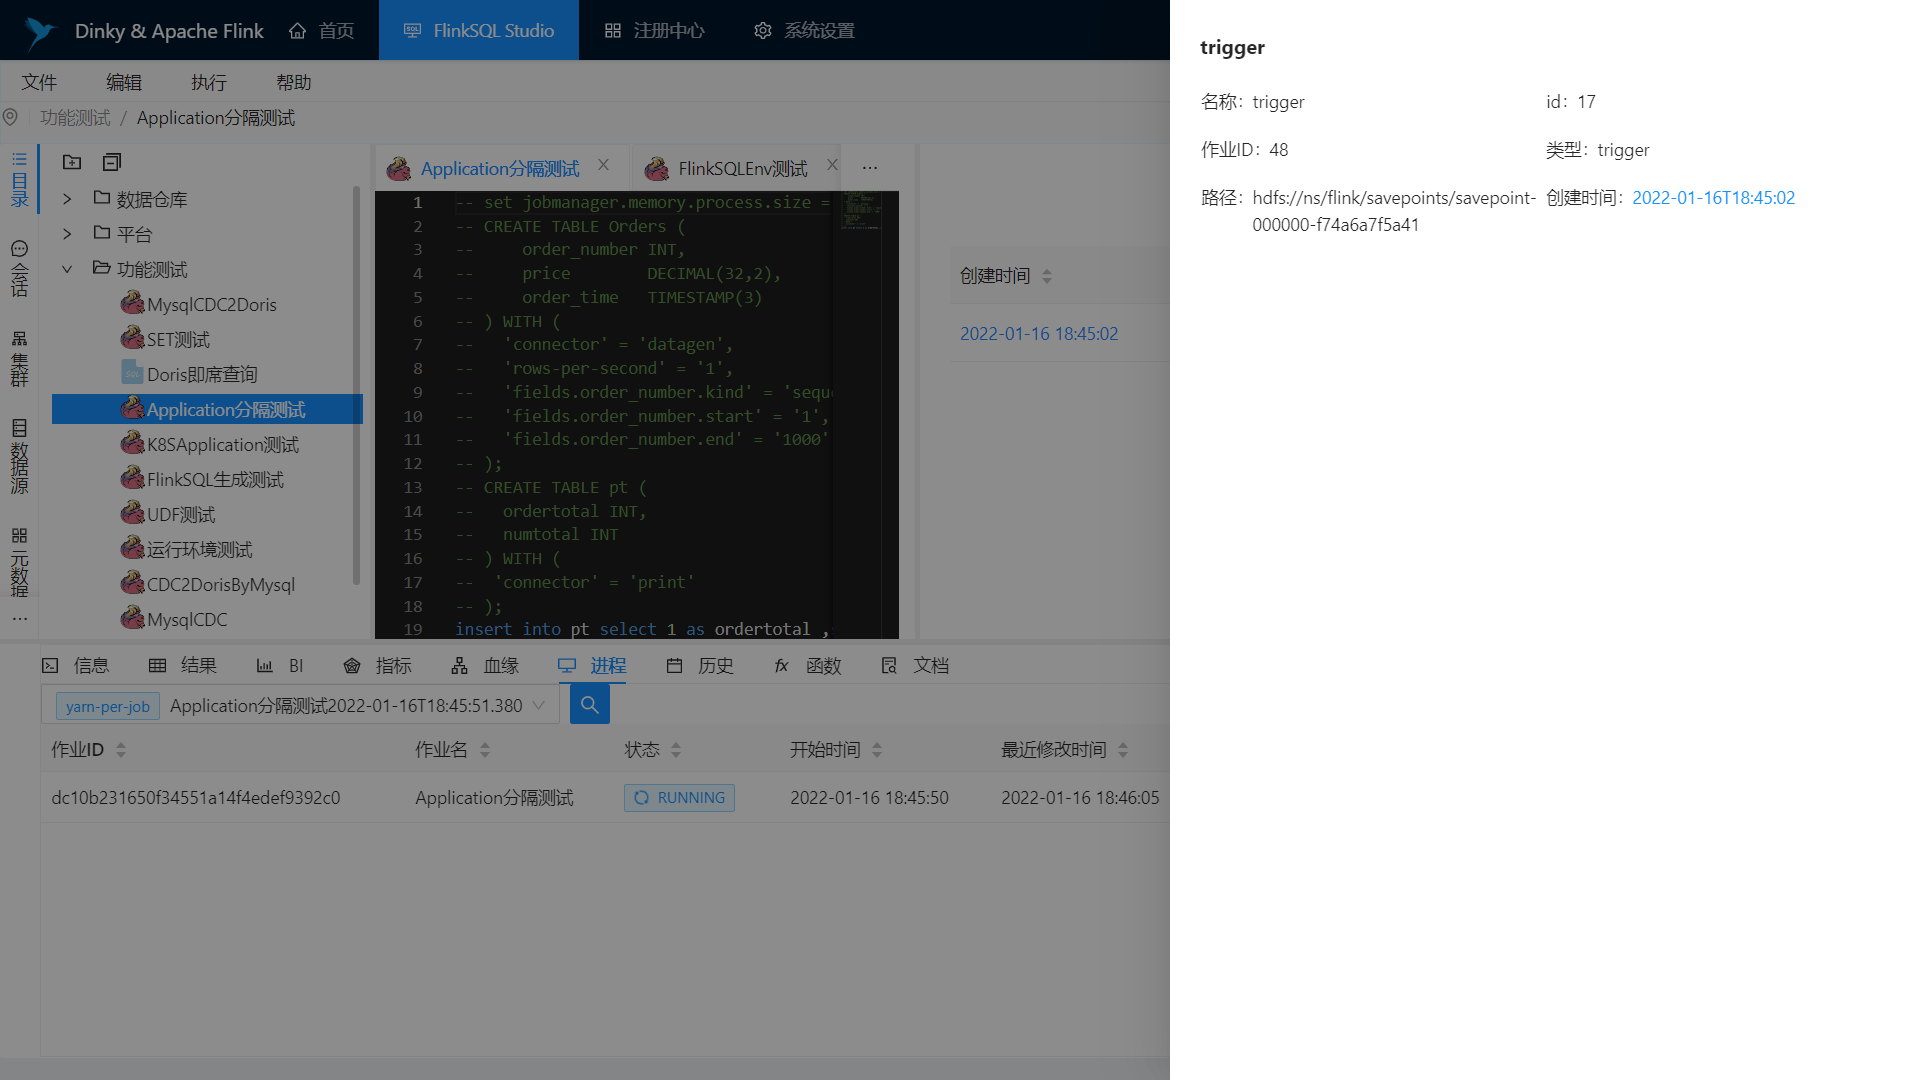 Dinky & Apache Flink
首页
FlinkSQL Studio
注册中心
系统设置
文件 编辑 执行 帮助
功能测试 / Application分隔测试
目录
会话
集群
数据源
元数据
...
数据仓库
平台
功能测试
MysqlCDC2Doris
SET测试
Doris即席查询
Application分隔测试
K8SApplication测试
FlinkSQL生成测试
UDF测试
运行环境测试
CDC2DorisByMysql
MysqlCDC
Application分隔测试
FlinkSQLEnv测试
...
1 -- set jobmanager.memory.process.size =
2 -- CREATE TABLE Orders (
3 --     order_number INT,
4 --     price        DECIMAL(32,2),
5 --     order_time   TIMESTAMP(3)
6 -- ) WITH (
7 --   'connector' = 'datagen',
8 --   'rows-per-second' = '1',
9 --   'fields.order_number.kind' = 'sequ
10 --   'fields.order_number.start' = '1',
11 --   'fields.order_number.end' = '1000'
12 -- );
13 -- CREATE TABLE pt (
14 --   ordertotal INT,
15 --   numtotal INT
16 -- ) WITH (
17 --  'connector' = 'print'
18 -- );
19 insert into pt select 1 as ordertotal ,
创建时间
2022-01-16 18:45:02
信息 结果 BI 指标 血缘 进程 历史 函数 文档
yarn-per-job Application分隔测试2022-01-16T18:45:51.380
作业ID 作业名 状态 开始时间 最近修改时间
dc10b231650f34551a14f4edef9392c0 Application分隔测试 RUNNING 2022-01-16 18:45:50 2022-01-16 18:46:05
trigger
名称：trigger
id：17
作业ID：48
类型：trigger
路径：hdfs://ns/flink/savepoints/savepoint-
000000-f74a6a7f5a41
创建时间：2022-01-16T18:45:02